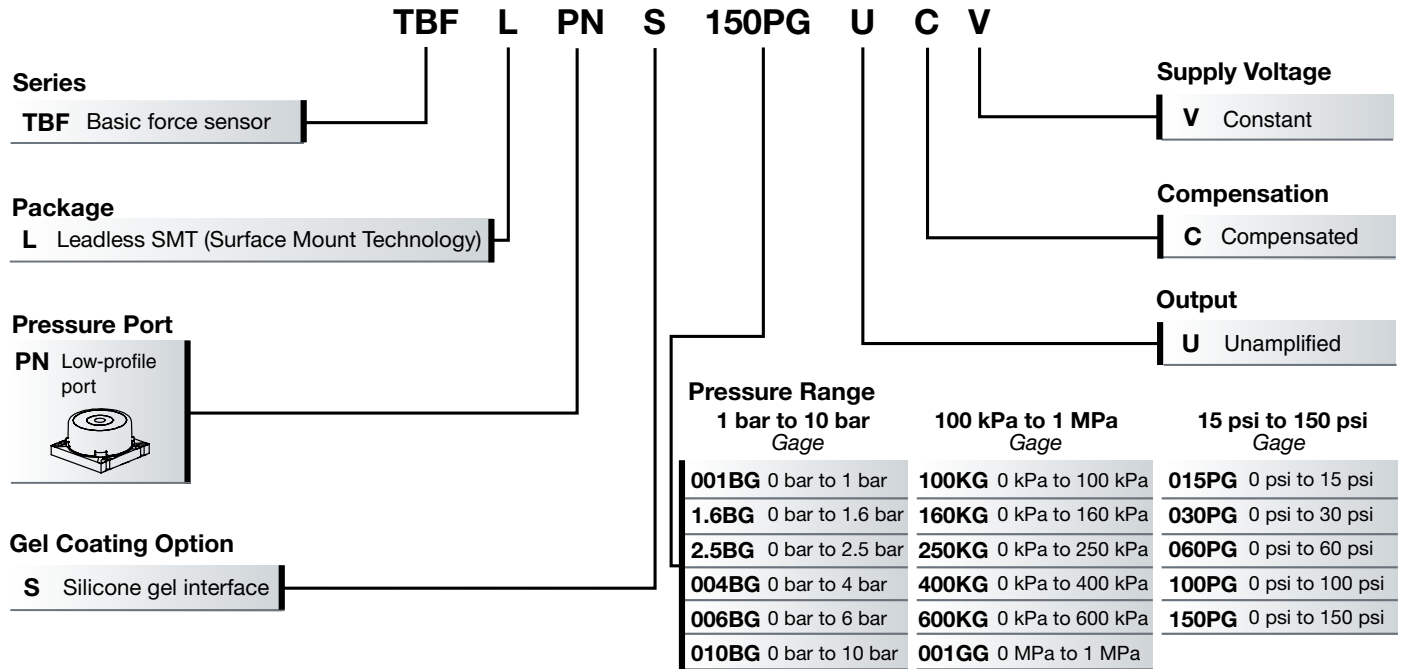 TBF L PN S 150PG U C V
Series
TBF Basic force sensor
Package
L Leadless SMT (Surface Mount Technology)
Pressure Port
PN Low-profile
port
Gel Coating Option
S Silicone gel interface
Supply Voltage
V Constant
Compensation
C Compensated
Output
U Unamplified
Pressure Range
1 bar to 10 bar 100 kPa to 1 MPa 15 psi to 150 psi
Gage Gage Gage
001BG 0 bar to 1 bar 100KG 0 kPa to 100 kPa 015PG 0 psi to 15 psi
1.6BG 0 bar to 1.6 bar 160KG 0 kPa to 160 kPa 030PG 0 psi to 30 psi
2.5BG 0 bar to 2.5 bar 250KG 0 kPa to 250 kPa 060PG 0 psi to 60 psi
004BG 0 bar to 4 bar 400KG 0 kPa to 400 kPa 100PG 0 psi to 100 psi
006BG 0 bar to 6 bar 600KG 0 kPa to 600 kPa 150PG 0 psi to 150 psi
010BG 0 bar to 10 bar 001GG 0 MPa to 1 MPa